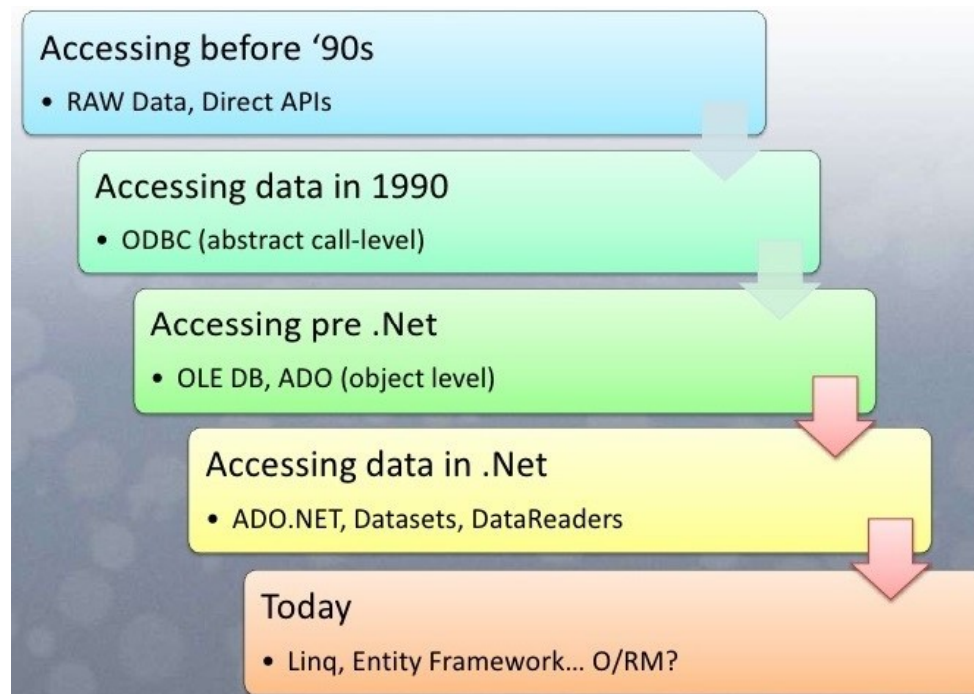 Accessing before ‘90s
• RAW Data, Direct APIs
Accessing data in 1990
• ODBC (abstract call-level)
Accessing pre .Net
• OLE DB, ADO (object level)
Accessing data in .Net
• ADO.NET, Datasets, DataReaders
Today
• Linq, Entity Framework... O/RM?